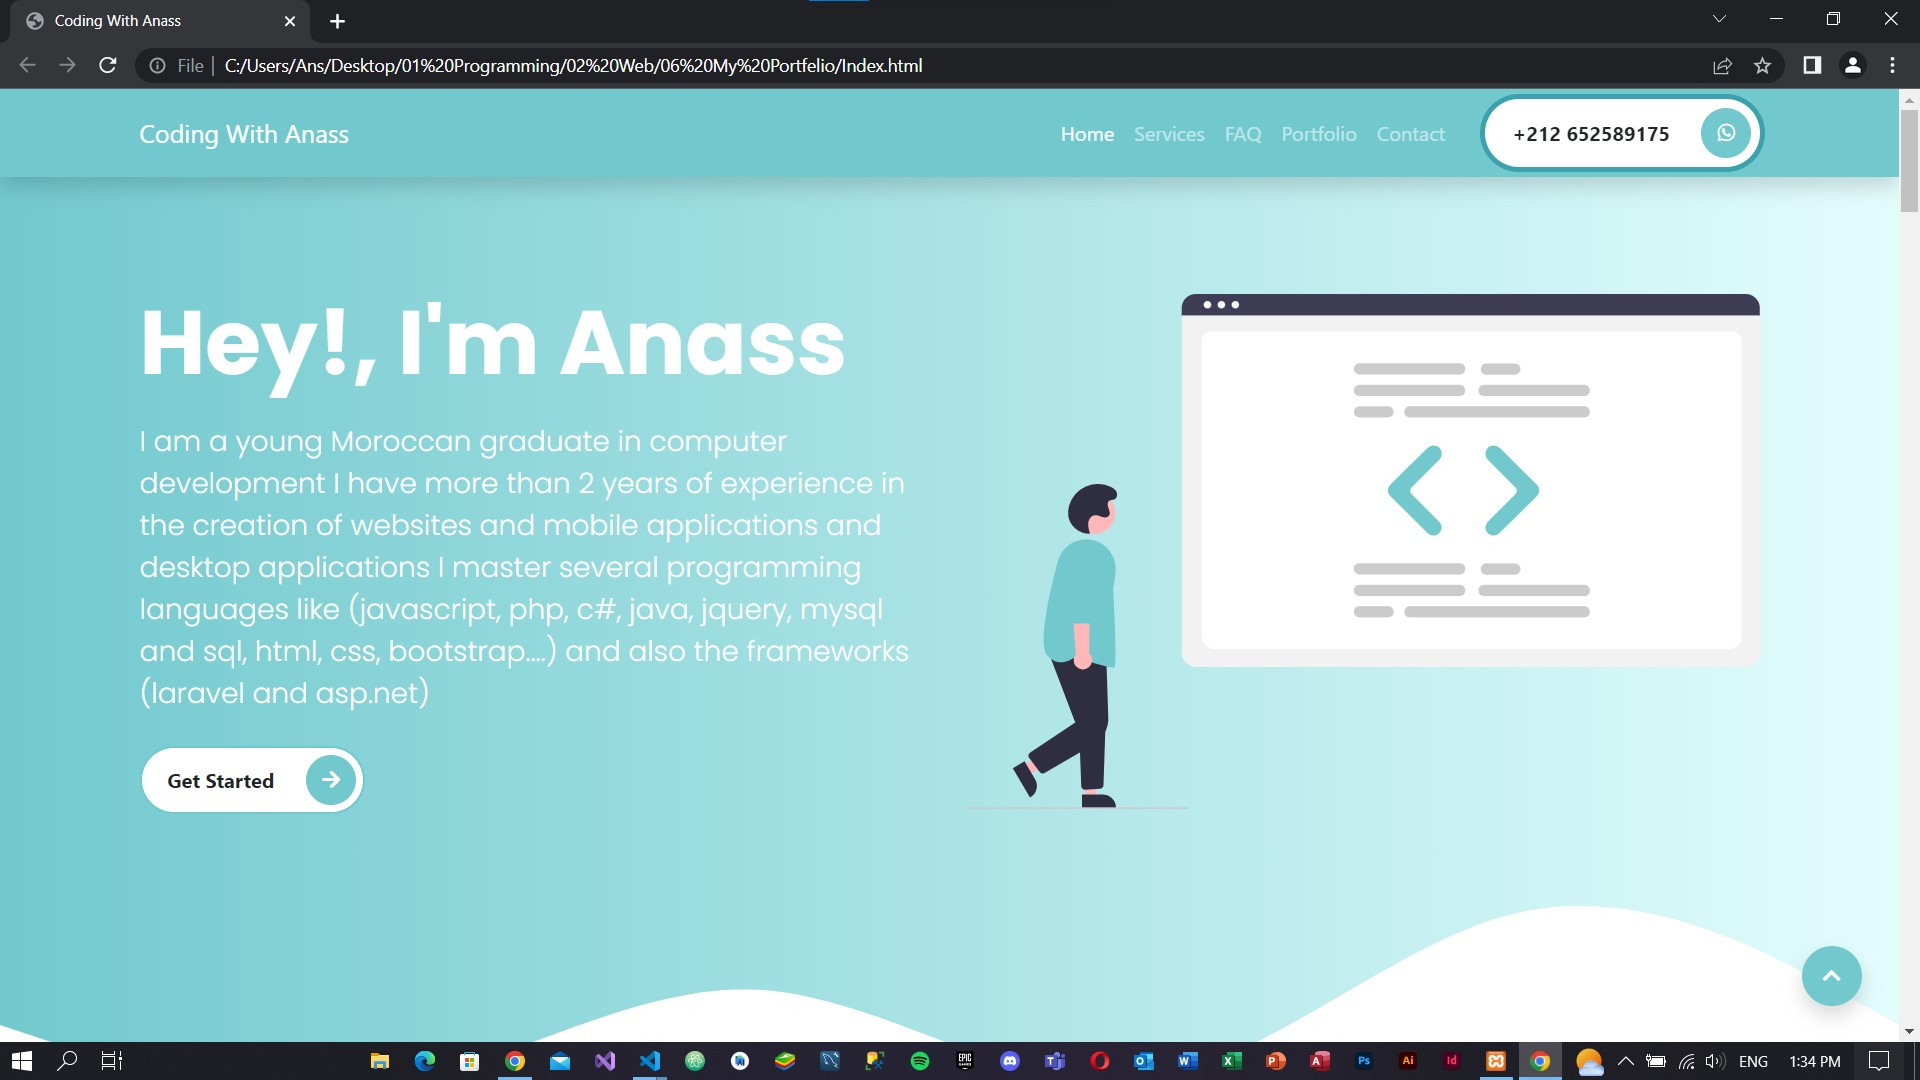 Coding With Anass
File
C:/Users/Ans/Desktop/01%20Programming/02%20Web/06%20My%20Portfelio/Index.html
Coding With Anass
Home Services FAQ Portfolio Contact
+212 652589175
Hey!, I'm Anass
I am a young Moroccan graduate in computer
development I have more than 2 years of experience in
the creation of websites and mobile applications and
desktop applications I master several programming
languages like (javascript, php, c#, java, jquery, mysql
and sql, html, css, bootstrap....) and also the frameworks
(laravel and asp.net)
Get Started
EPIC
GAMES
Ps
Ai
Id
ENG
1:34 PM